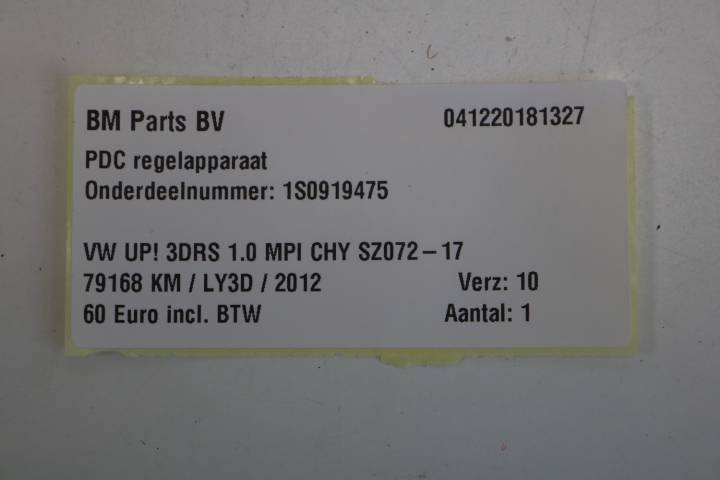 BM Parts BV 041220181327
PDC regelapparaat
Onderdeelnummer: 1S0919475
VW UP! 3DRS 1.0 MPI CHY SZ072-17
79168 KM / LY3D / 2012 Verz: 10
60 Euro incl. BTW Aantal: 1